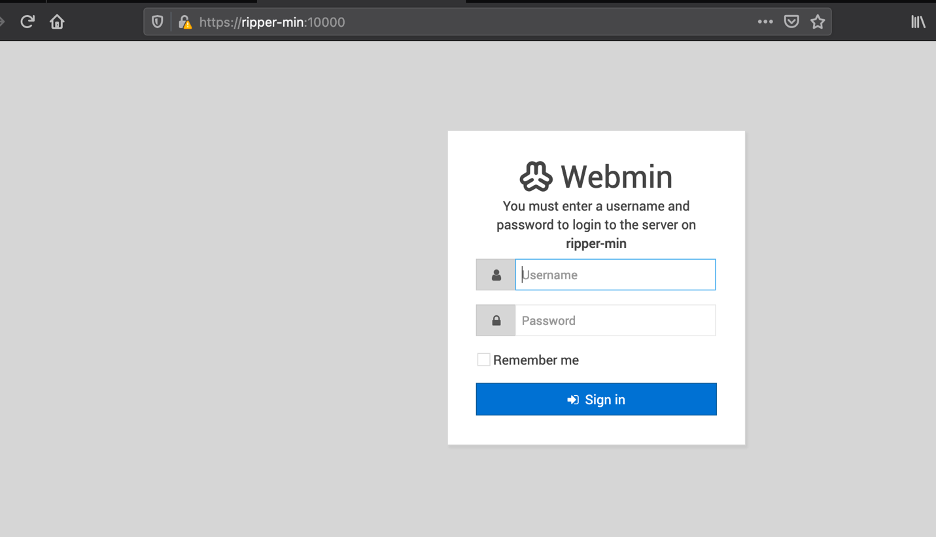 https://ripper-min:10000
Webmin
You must enter a username and
password to login to the server on
ripper-min
Username
Password
Remember me
Sign in